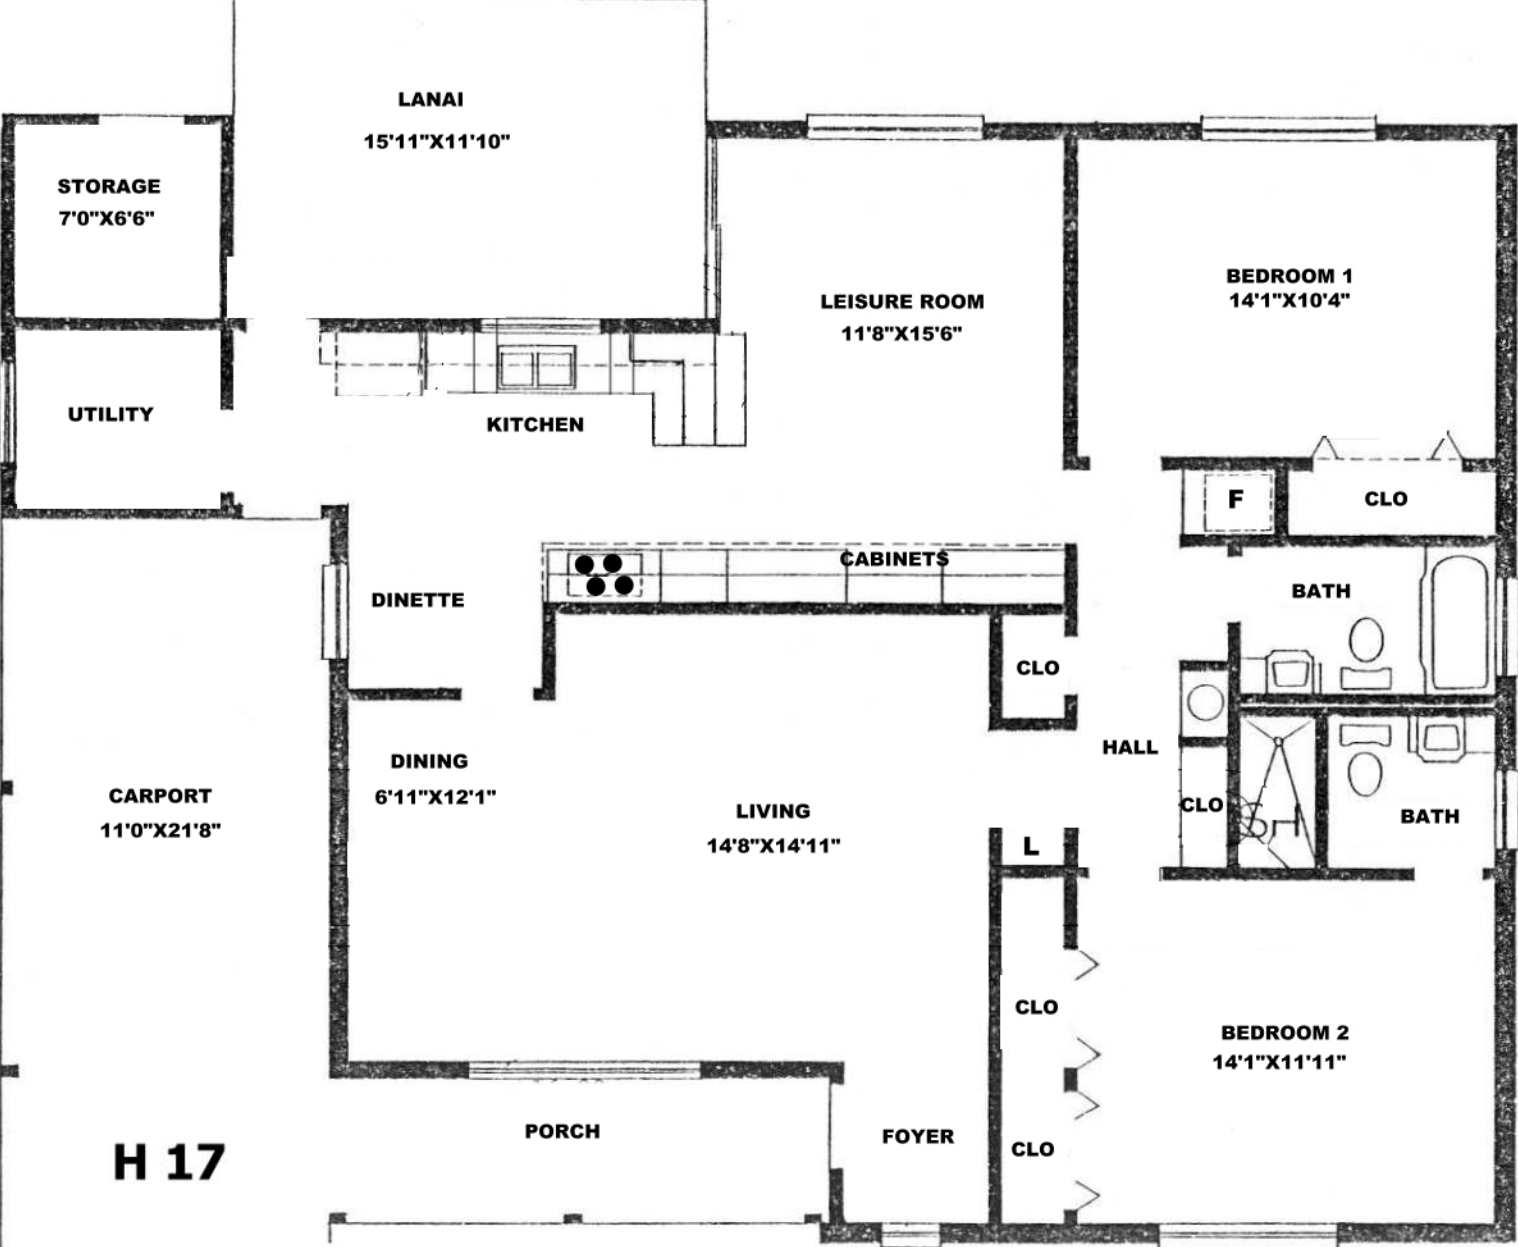 LANAI
15'11"X11'10"
STORAGE
7'0"X6'6"
LEISURE ROOM
11'8"X15'6"
BEDROOM 1
14'1"X10'4"
UTILITY
KITCHEN
F
CLO
CABINETS
DINETTE
BATH
CLO
HALL
DINING
6'11"X12'1"
CARPORT
11'0"X21'8"
LIVING
14'8"X14'11"
L
CLO
SH
BATH
CLO
BEDROOM 2
14'1"X11'11"
PORCH
FOYER
CLO
H 17